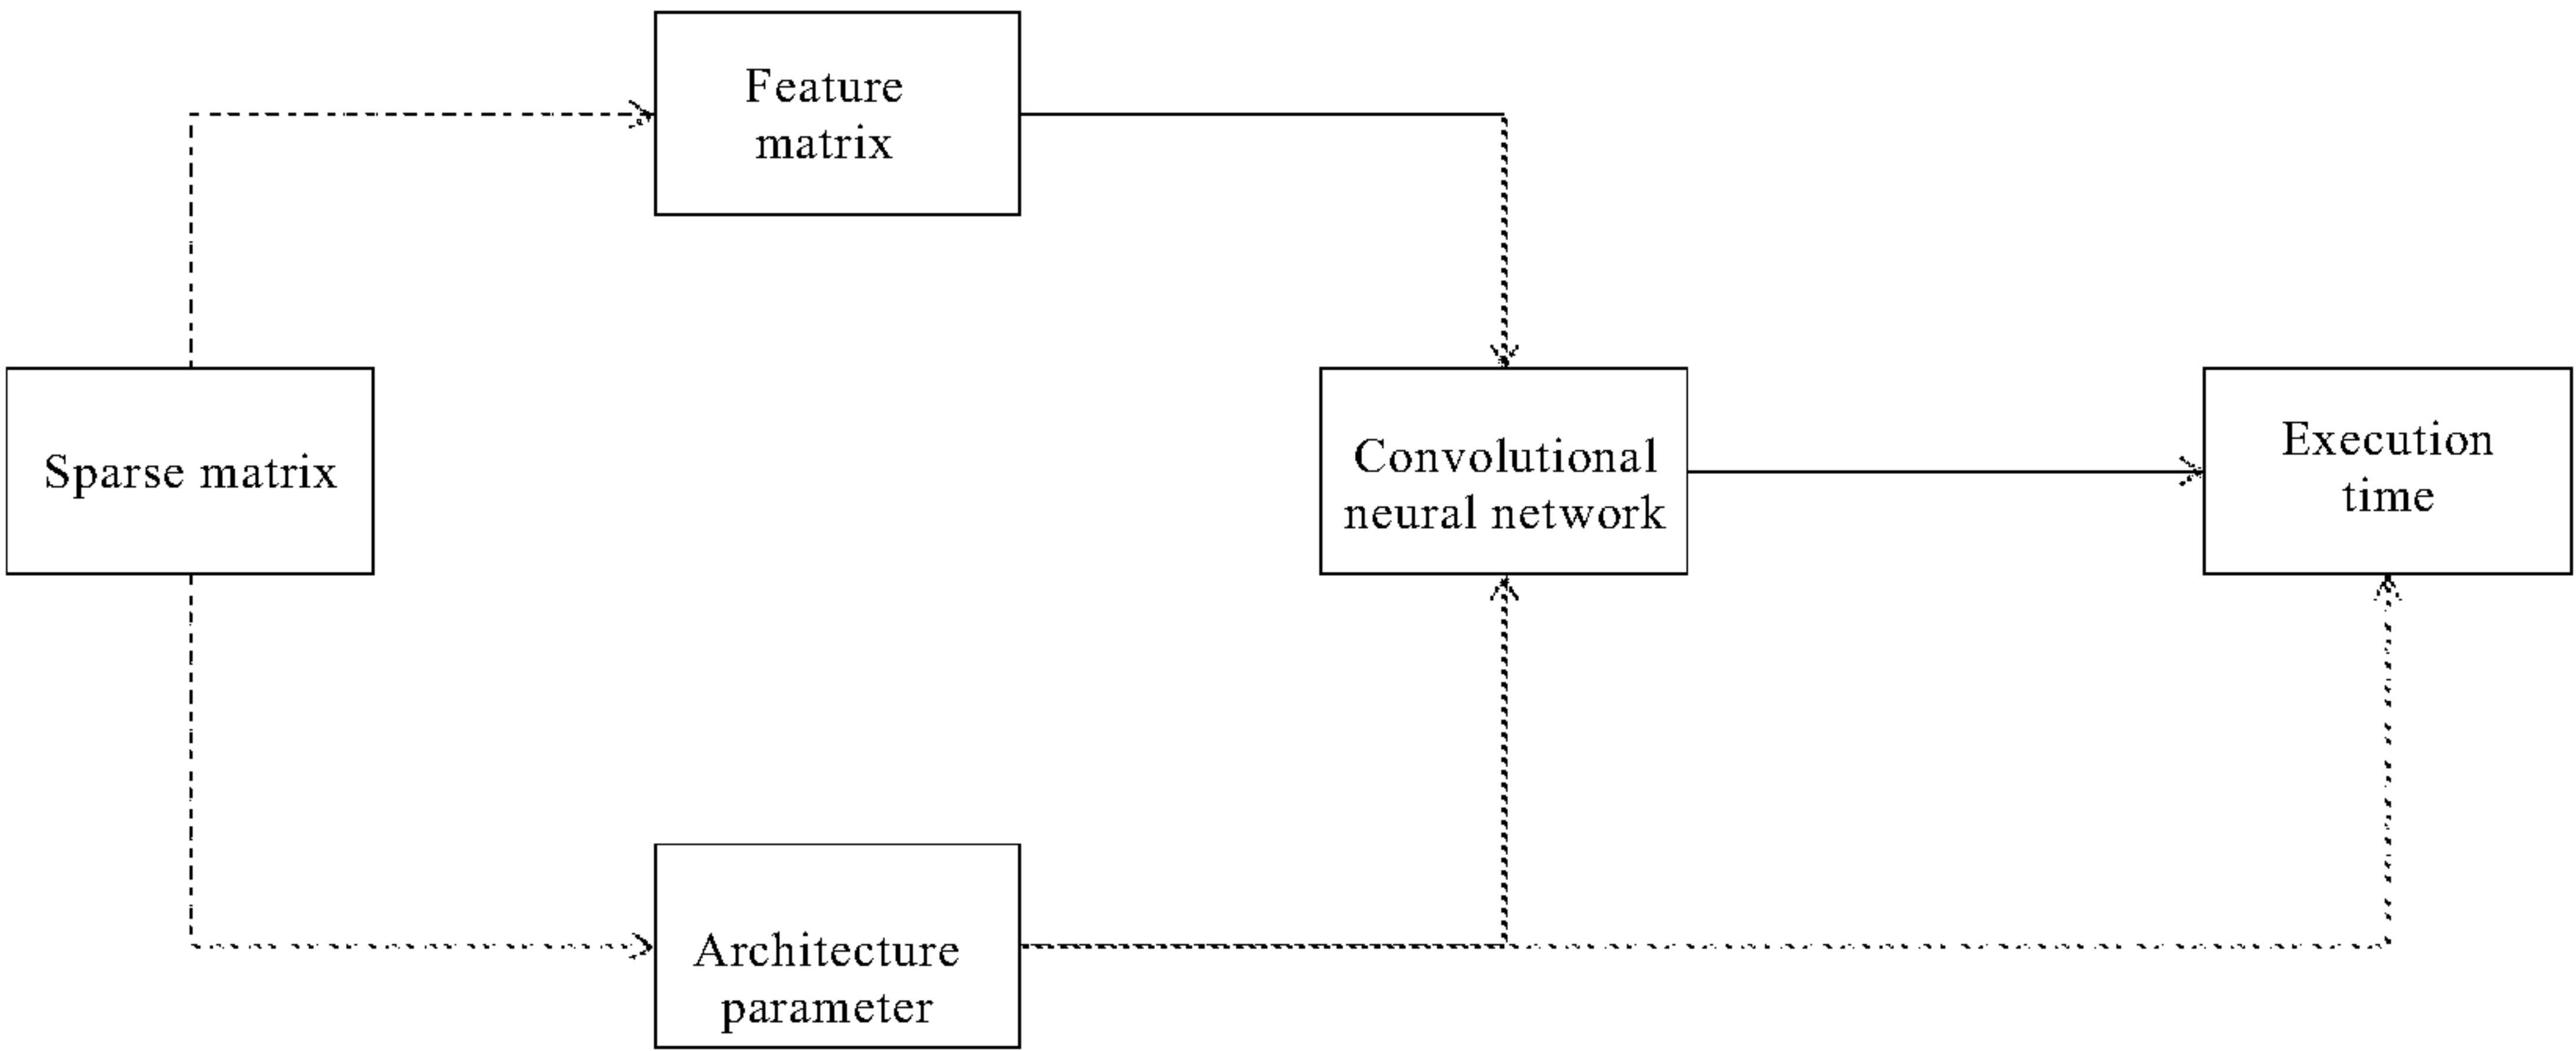 Feature
matrix
Sparse matrix
Convolutional
neural network
Execution
time
Architecture
parameter